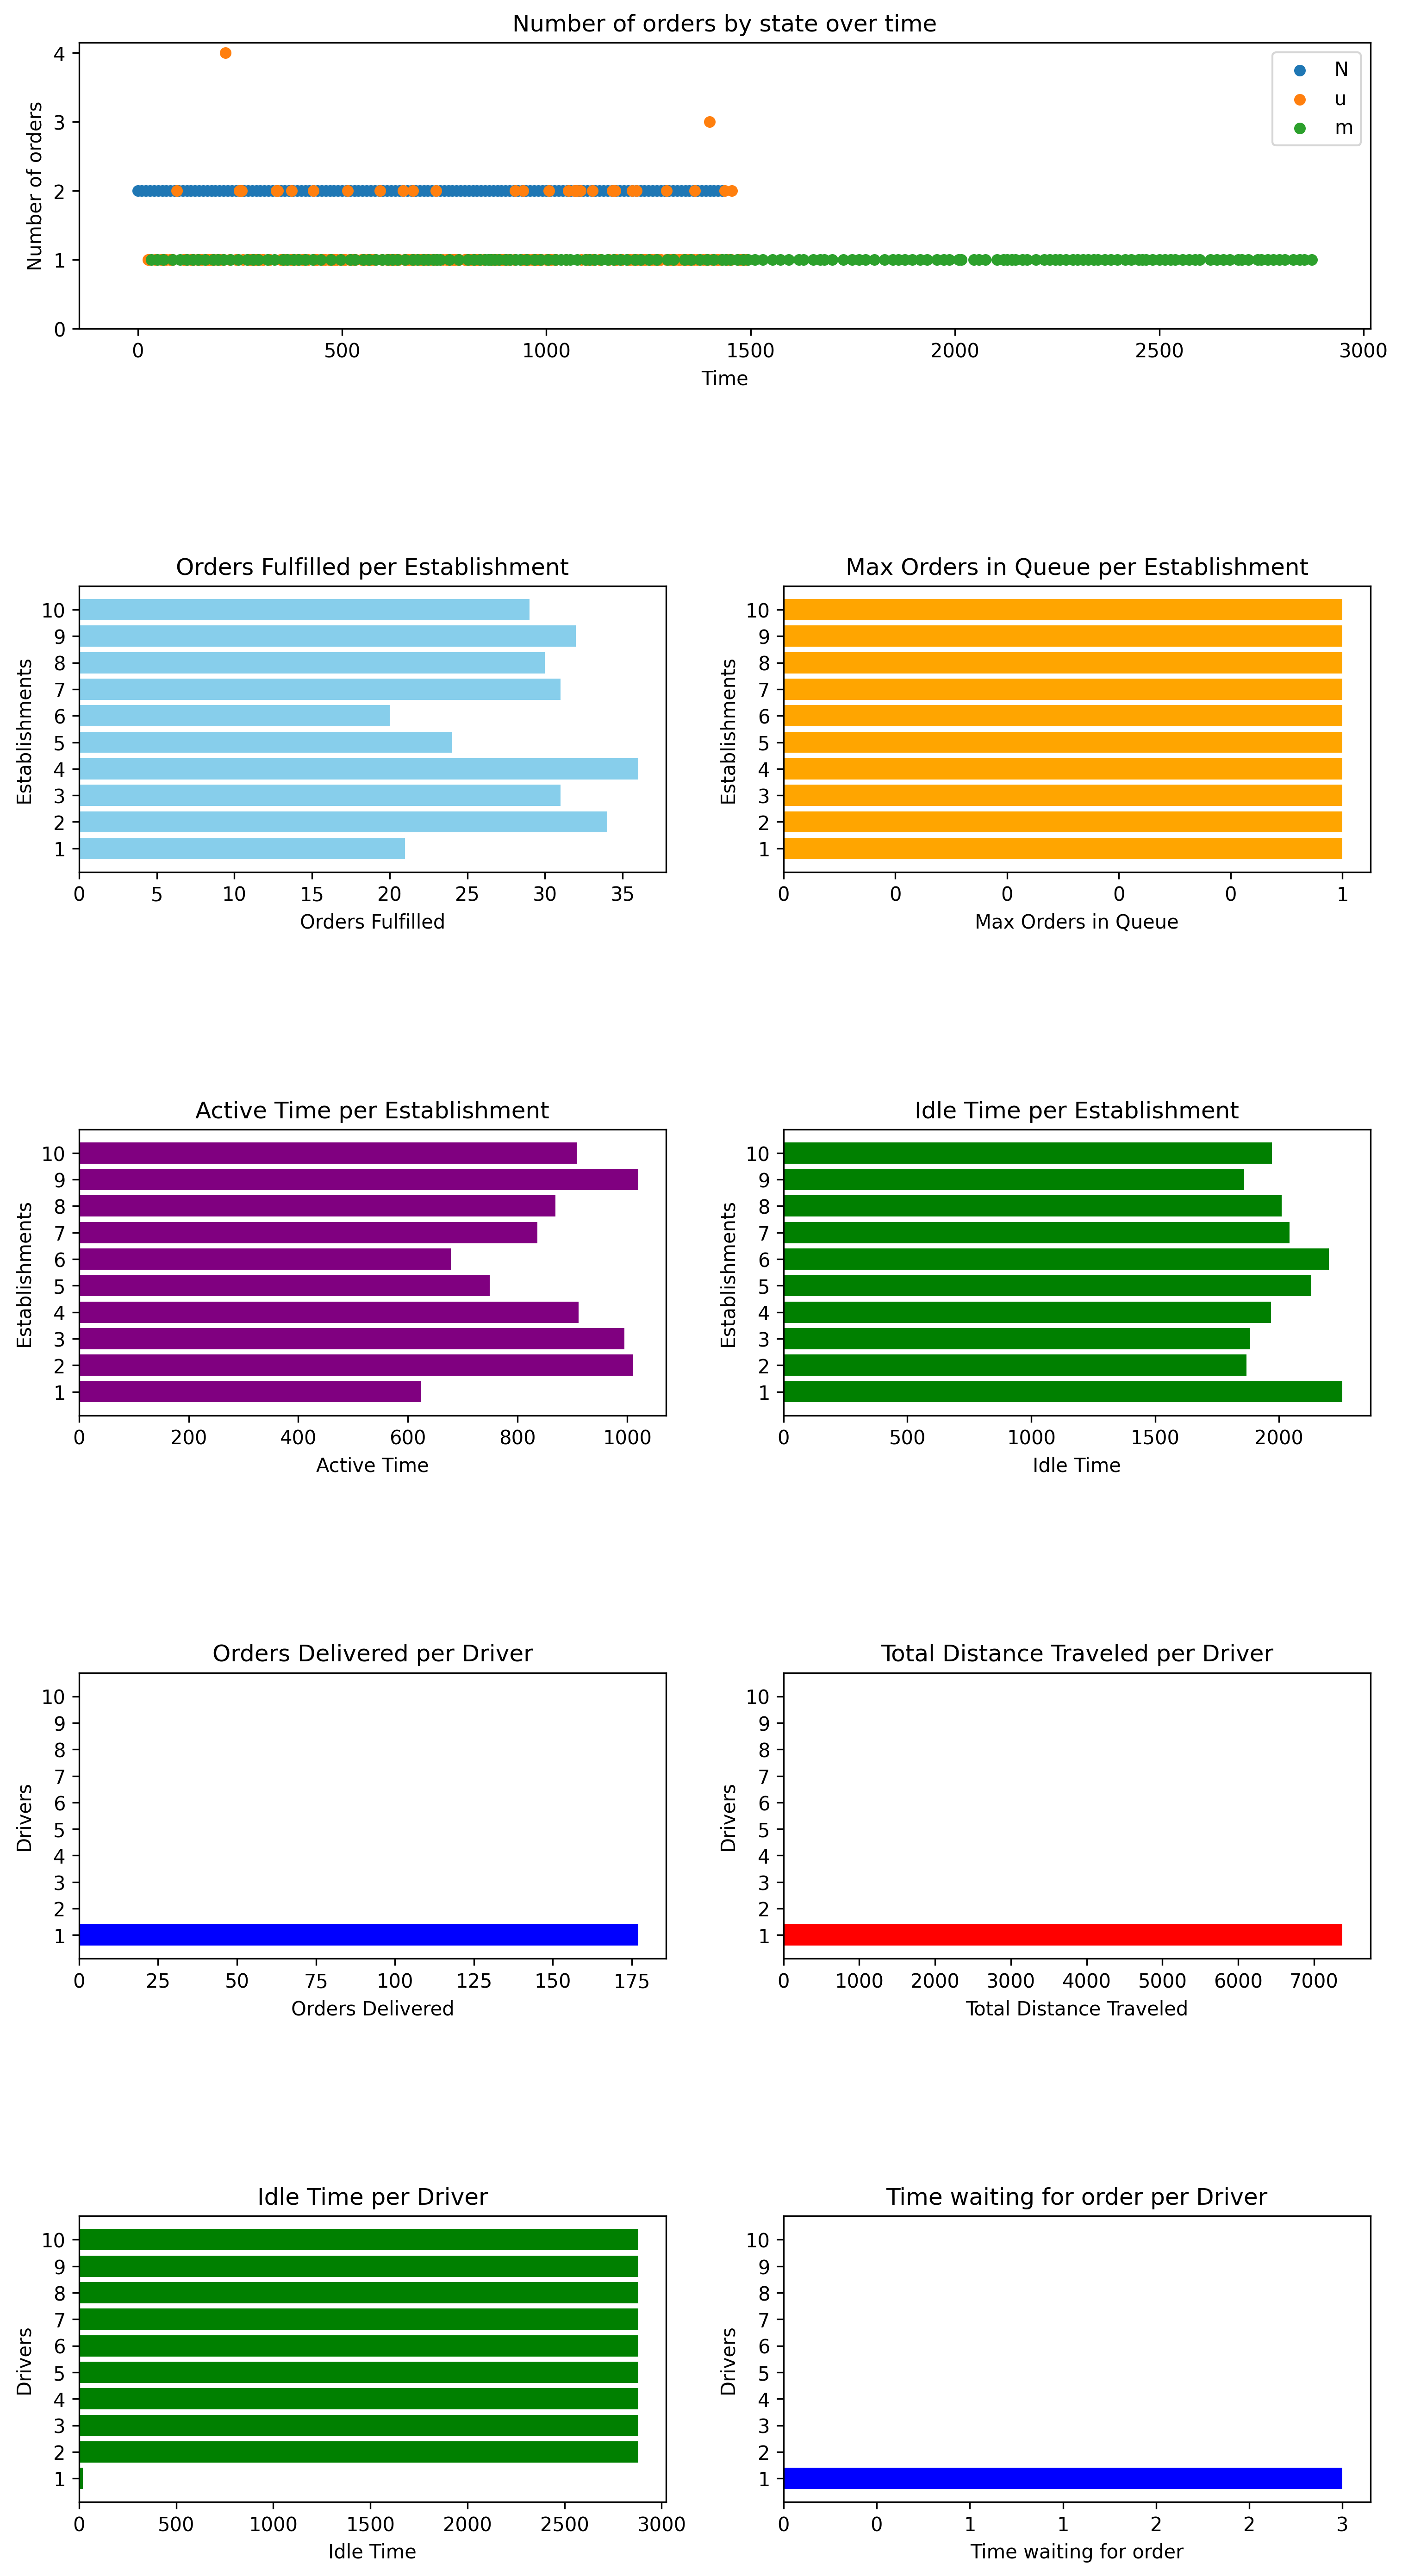 Number of orders by state over time
Number of orders
4
3
2
1
0
N
u
m
0 500 1000 1500 2000 2500 3000
Time
Orders Fulfilled per Establishment
Establishments
10
9
8
7
6
5
4
3
2
1
0 5 10 15 20 25 30 35
Orders Fulfilled
Max Orders in Queue per Establishment
Establishments
10
9
8
7
6
5
4
3
2
1
0 0 0 0 0 1
Max Orders in Queue
Active Time per Establishment
Establishments
10
9
8
7
6
5
4
3
2
1
0 200 400 600 800 1000
Active Time
Idle Time per Establishment
Establishments
10
9
8
7
6
5
4
3
2
1
0 500 1000 1500 2000
Idle Time
Orders Delivered per Driver
Drivers
10
9
8
7
6
5
4
3
2
1
0 25 50 75 100 125 150 175
Orders Delivered
Total Distance Traveled per Driver
Drivers
10
9
8
7
6
5
4
3
2
1
0 1000 2000 3000 4000 5000 6000 7000
Total Distance Traveled
Idle Time per Driver
Drivers
10
9
8
7
6
5
4
3
2
1
0 500 1000 1500 2000 2500 3000
Idle Time
Time waiting for order per Driver
Drivers
10
9
8
7
6
5
4
3
2
1
0 0 1 1 2 2 3
Time waiting for order